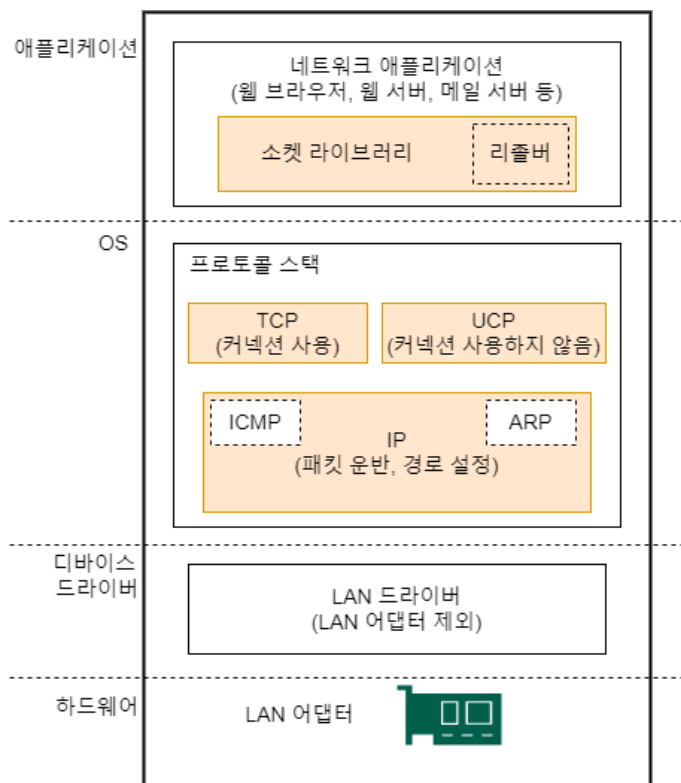 애플리케이션
네트워크 애플리케이션
(웹 브라우저, 웹 서버, 메일 서버 등)
소켓 라이브러리
리졸버
OS
프로토콜 스택
TCP
(커넥션 사용)
UCP
(커넥션 사용하지 않음)
ICMP
ARP
IP
(패킷 운반, 경로 설정)
디바이스
드라이버
LAN 드라이버
(LAN 어댑터 제외)
하드웨어
LAN 어댑터